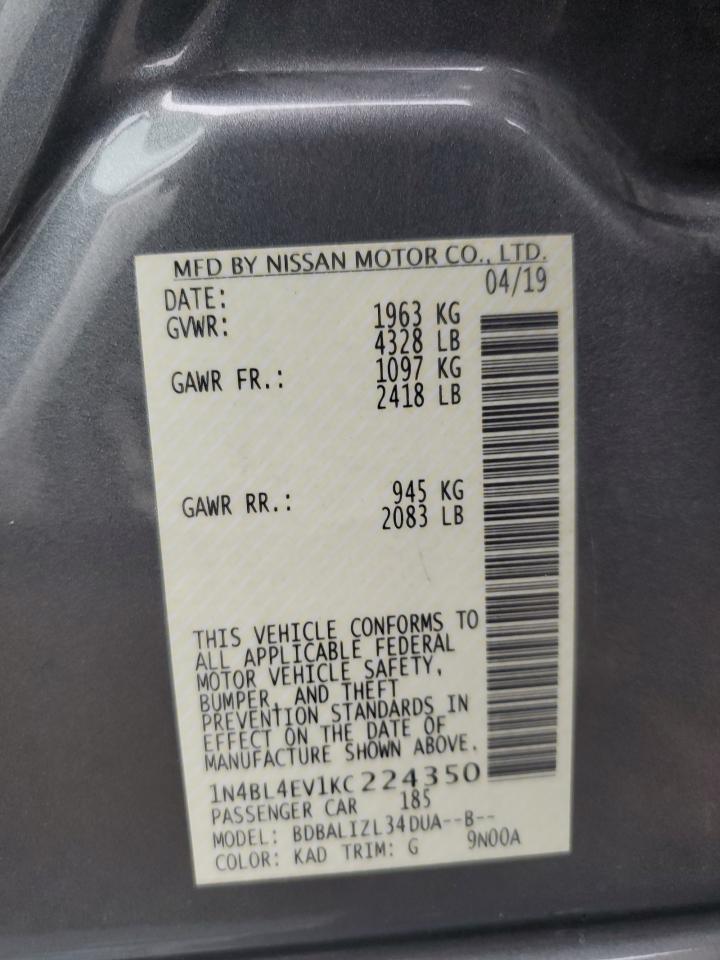 MFD BY NISSAN MOTOR CO., LTD.
DATE: 04/19
GVWR: 1963 KG
4328 LB
GAWR FR.: 1097 KG
2418 LB
GAWR RR.: 945 KG
2083 LB
THIS VEHICLE CONFORMS TO
ALL APPLICABLE FEDERAL
MOTOR VEHICLE SAFETY,
BUMPER, AND THEFT
PREVENTION STANDARDS IN
EFFECT ON THE DATE OF
MANUFACTURE SHOWN ABOVE.
1N4BL4EV1KC224350
PASSENGER CAR 185
MODEL: BDBALIZL34DUA--B--
COLOR: KAD TRIM: G 9N00A